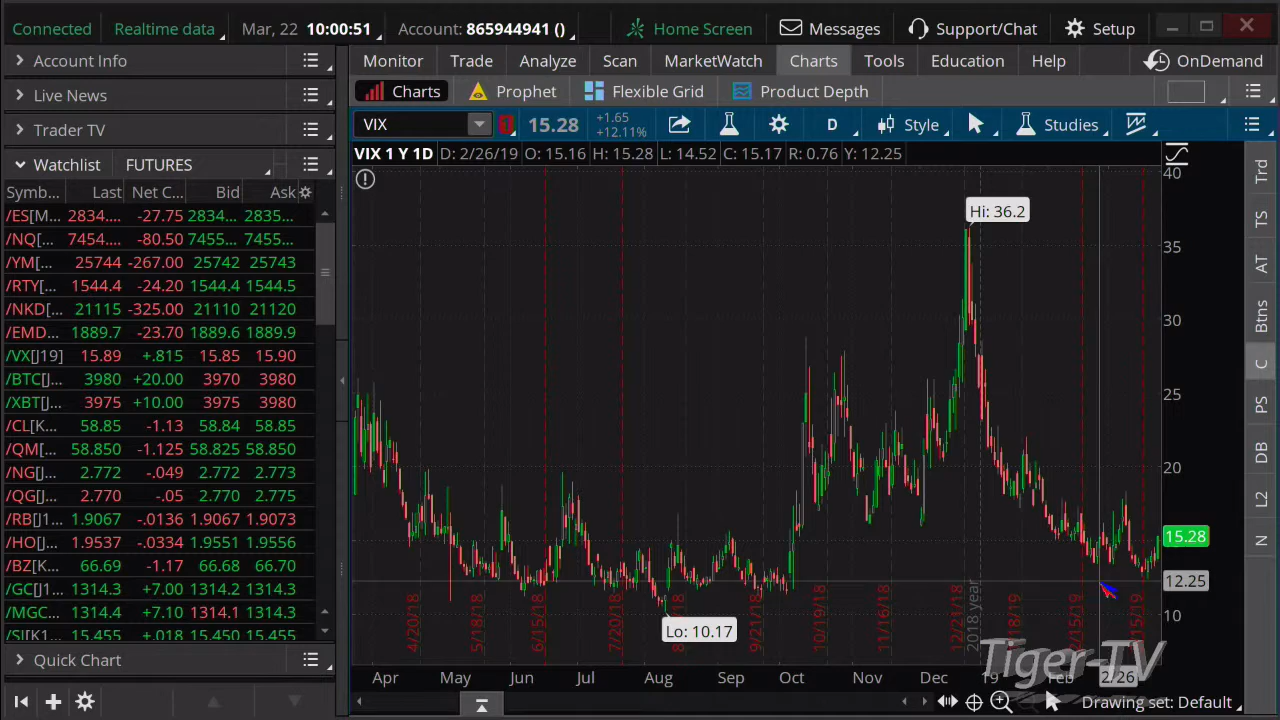 Connected Realtime data Mar, 22 10:00:51 Account: 865944941 () Home Screen Messages Support/Chat Setup
Account Info
Live News
Trader TV
Watchlist FUTURES
Symb... Last Net C... Bid Ask
/ES[M... 2834.... -27.75 2834... 2835...
/NQ[... 7454.... -80.50 7455... 7455...
/YM[... 25744 -267.00 25742 25743
/RTY[... 1544.4 -24.20 1544.4 1544.5
/NKD[... 21115 -325.00 21110 21120
/EMD... 1889.7 -23.70 1889.6 1889.9
/VX[J19] 15.89 +.815 15.85 15.90
/BTC[J... 3980 +20.00 3970 3980
/XBT[J... 3975 +10.00 3975 3980
/CL[K... 58.85 -1.13 58.84 58.85
/QM[... 58.850 -1.125 58.825 58.850
/NG[J... 2.772 -.049 2.772 2.773
/QG[J... 2.770 -.05 2.770 2.775
/RB[J1... 1.9067 -.0136 1.9067 1.9073
/HO[J... 1.9537 -.0334 1.9551 1.9556
/BZ[K... 66.69 -1.17 66.68 66.70
/GC[J... 1314.3 +7.00 1314.2 1314.3
/MGC... 1314.4 +7.10 1314.1 1314.3
/SI[K1... 15.455 +.043 15.450 15.455
Quick Chart
Monitor Trade Analyze Scan MarketWatch Charts Tools Education Help OnDemand
Charts Prophet Flexible Grid Product Depth
VIX 1 15.28 +1.65 +12.11% D Style Studies
VIX 1 Y 1D D: 2/26/19 O: 15.16 H: 15.28 L: 14.52 C: 15.17 R: 0.76 Y: 12.25
Hi: 36.2
Lo: 10.17
40
35
30
25
20
15.28
12.25
10
4/20/18 5/18/18 6/15/18 7/20/18 9/21/18 10/19/18 11/16/18 12/21/18 2018 year 2/15/19
Apr May Jun Jul Aug Sep Oct Nov Dec 19 Feb 2/26
Tiger-TV
Drawing set: Default
Trd
TS
AT
Btns
C
PS
DB
L2
N